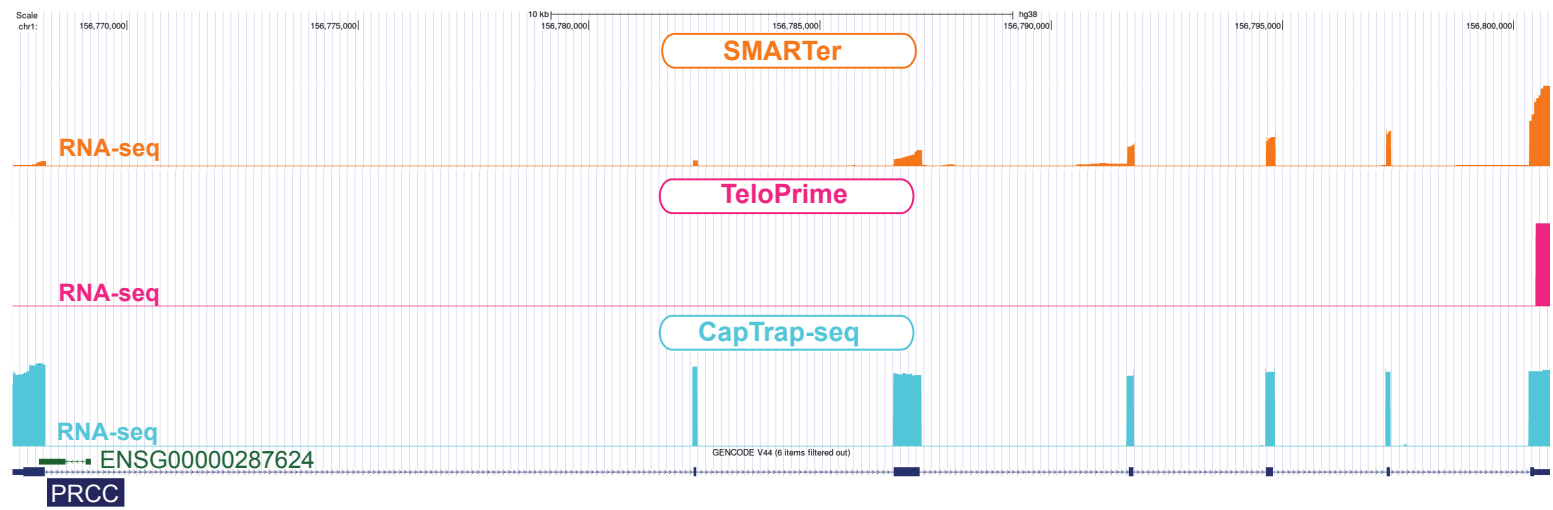 Scale 10 kb hg38
chr1: 156,770,000 156,775,000 156,780,000 156,785,000 156,790,000 156,795,000 156,800,000
SMARTer
RNA-seq
TeloPrime
RNA-seq
CapTrap-seq
RNA-seq
GENCODE V44 (6 items filtered out)
ENSG00000287624
PRCC